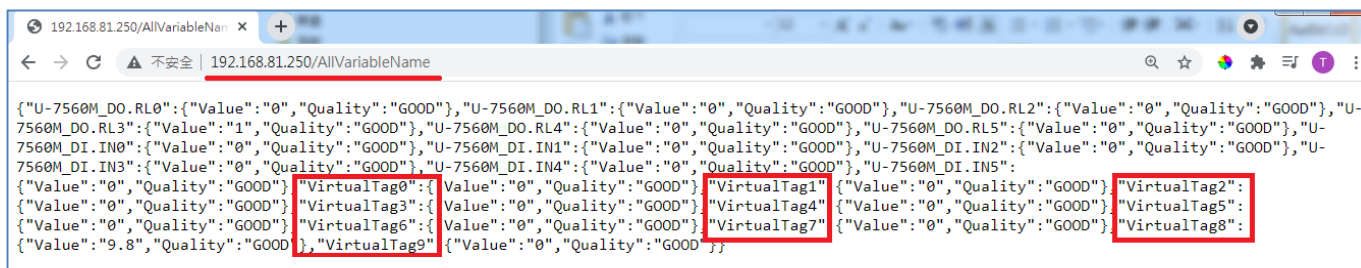 192.168.81.250/AllVariableNam
不安全 | 192.168.81.250/AllVariableName
T
{"U-7560M_DO.RL0":{"Value":"0","Quality":"GOOD"},"U-7560M_DO.RL1":{"Value":"0","Quality":"GOOD"},"U-7560M_DO.RL2":{"Value":"0","Quality":"GOOD"},"U-
7560M_DO.RL3":{"Value":"1","Quality":"GOOD"},"U-7560M_DO.RL4":{"Value":"0","Quality":"GOOD"},"U-7560M_DO.RL5":{"Value":"0","Quality":"GOOD"},"U-
7560M_DI.IN0":{"Value":"0","Quality":"GOOD"},"U-7560M_DI.IN1":{"Value":"0","Quality":"GOOD"},"U-7560M_DI.IN2":{"Value":"0","Quality":"GOOD"},"U-
7560M_DI.IN3":{"Value":"0","Quality":"GOOD"},"U-7560M_DI.IN4":{"Value":"0","Quality":"GOOD"},"U-7560M_DI.IN5":
{"Value":"0","Quality":"GOOD"},"VirtualTag0":{"Value":"0","Quality":"GOOD"},"VirtualTag1":{"Value":"0","Quality":"GOOD"},"VirtualTag2":
{"Value":"0","Quality":"GOOD"},"VirtualTag3":{"Value":"0","Quality":"GOOD"},"VirtualTag4":{"Value":"0","Quality":"GOOD"},"VirtualTag5":
{"Value":"0","Quality":"GOOD"},"VirtualTag6":{"Value":"0","Quality":"GOOD"},"VirtualTag7":{"Value":"0","Quality":"GOOD"},"VirtualTag8":
{"Value":"9.8","Quality":"GOOD"},"VirtualTag9":{"Value":"0","Quality":"GOOD"}}